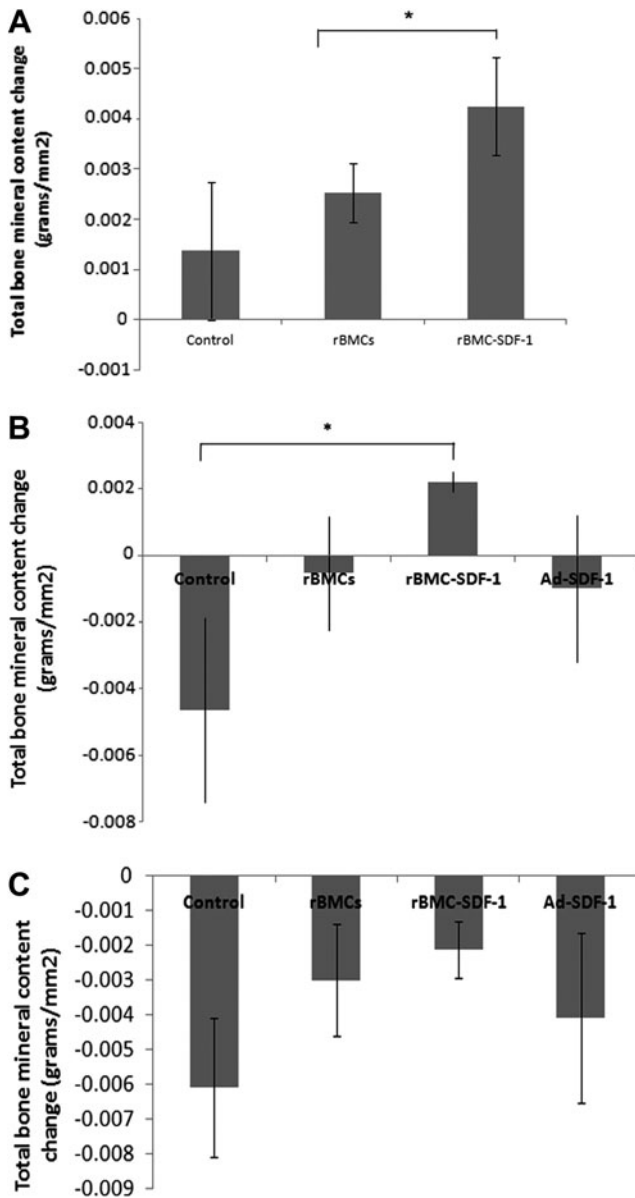 A
Total bone mineral content change
(grams/mm2)
0.006
0.005
0.004
0.003
0.002
0.001
0
-0.001
*
Control rBMCs rBMC-SDF-1
B
Total bone mineral content change
(grams/mm2)
0.004
0.002
0
-0.002
-0.004
-0.006
-0.008
*
Control rBMCs rBMC-SDF-1 Ad-SDF-1
C
Total bone mineral content
change (grams/mm2)
0
-0.001
-0.002
-0.003
-0.004
-0.005
-0.006
-0.007
-0.008
-0.009
Control rBMCs rBMC-SDF-1 Ad-SDF-1